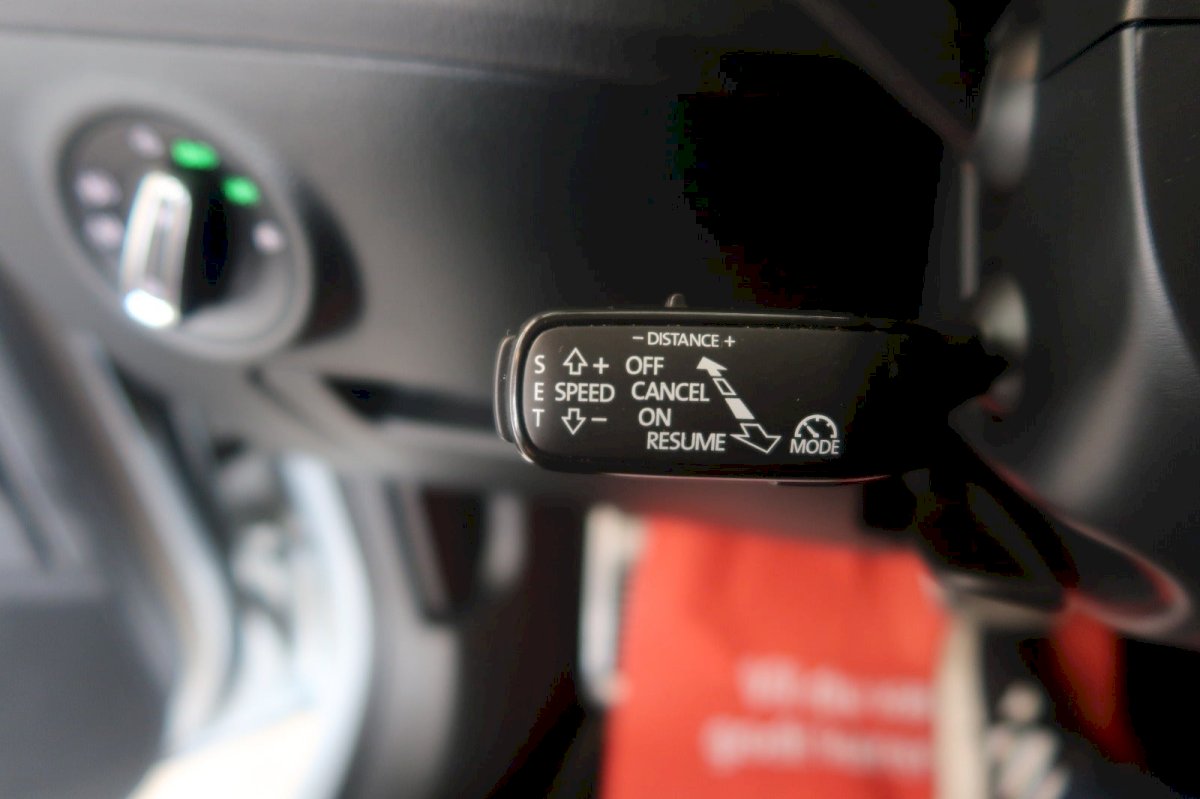 − DISTANCE +
S + OFF
E SPEED CANCEL
T − ON
RESUME MODE